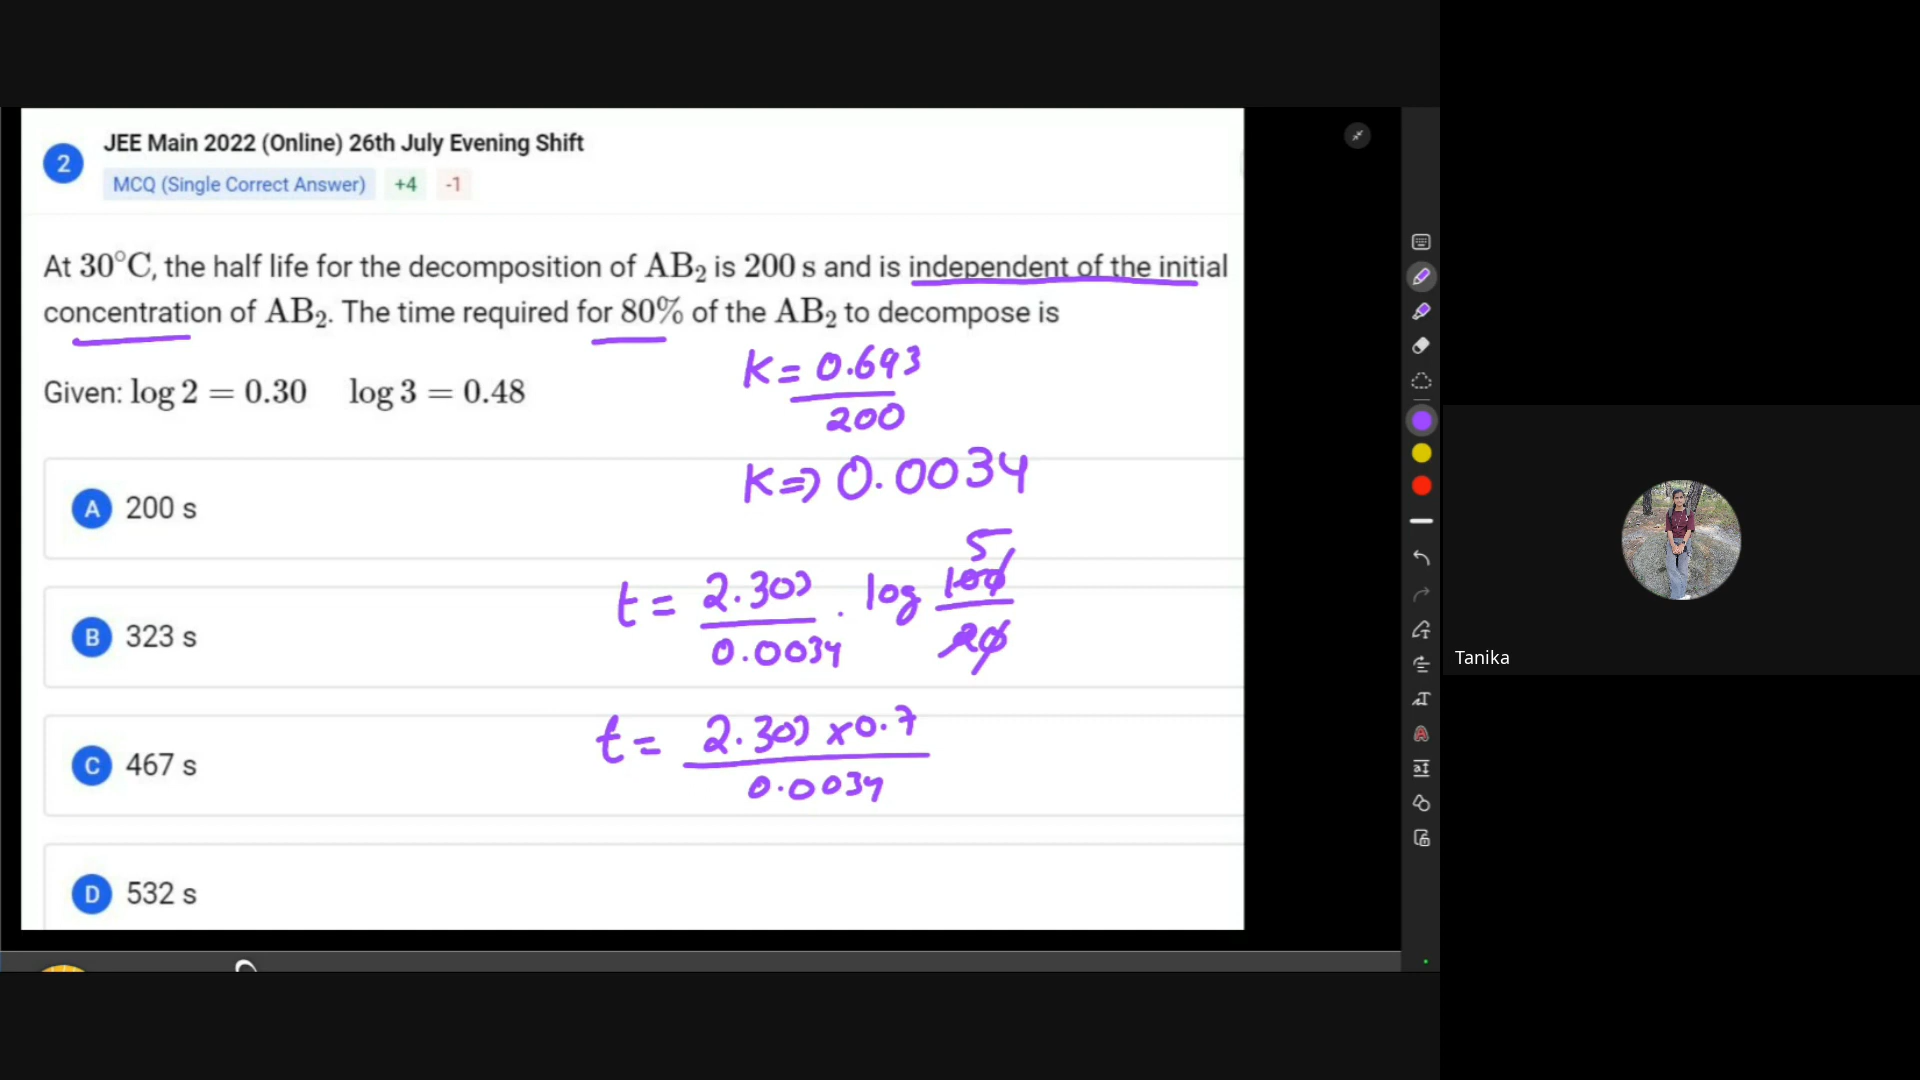 2
JEE Main 2022 (Online) 26th July Evening Shift
MCQ (Single Correct Answer) +4 -1
At 30°C, the half life for the decomposition of AB₂ is 200 s and is independent of the initial
concentration of AB₂. The time required for 80% of the AB₂ to decompose is
Given: log 2 = 0.30 log 3 = 0.48
K = 0.693
200
K => 0.0034
A 200 s
5
t = 2.303 . log 100
0.0034 20
B 323 s
t = 2.303 x 0.7
0.0034
C 467 s
D 532 s
Tanika